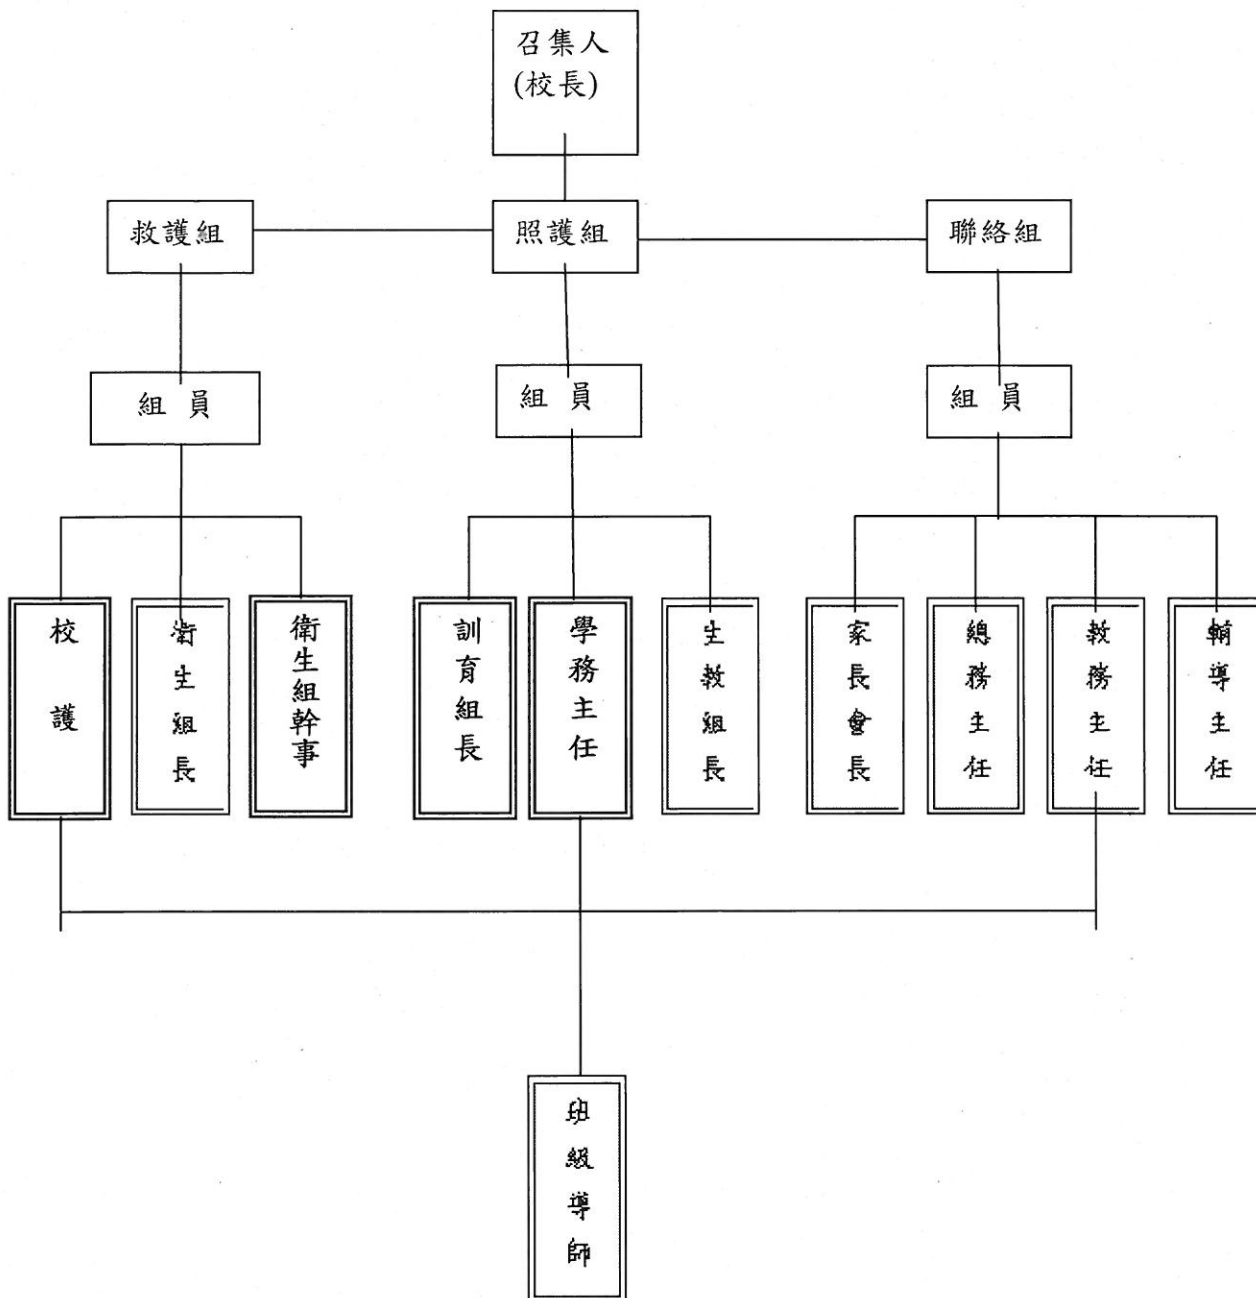 召集人
(校長)
救護組
照護組
聯絡組
組員
組員
組員
校護
衛生組長
衛生組幹事
訓育組長
學務主任
生教組長
家長會長
總務主任
教務主任
輔導主任
班級導師